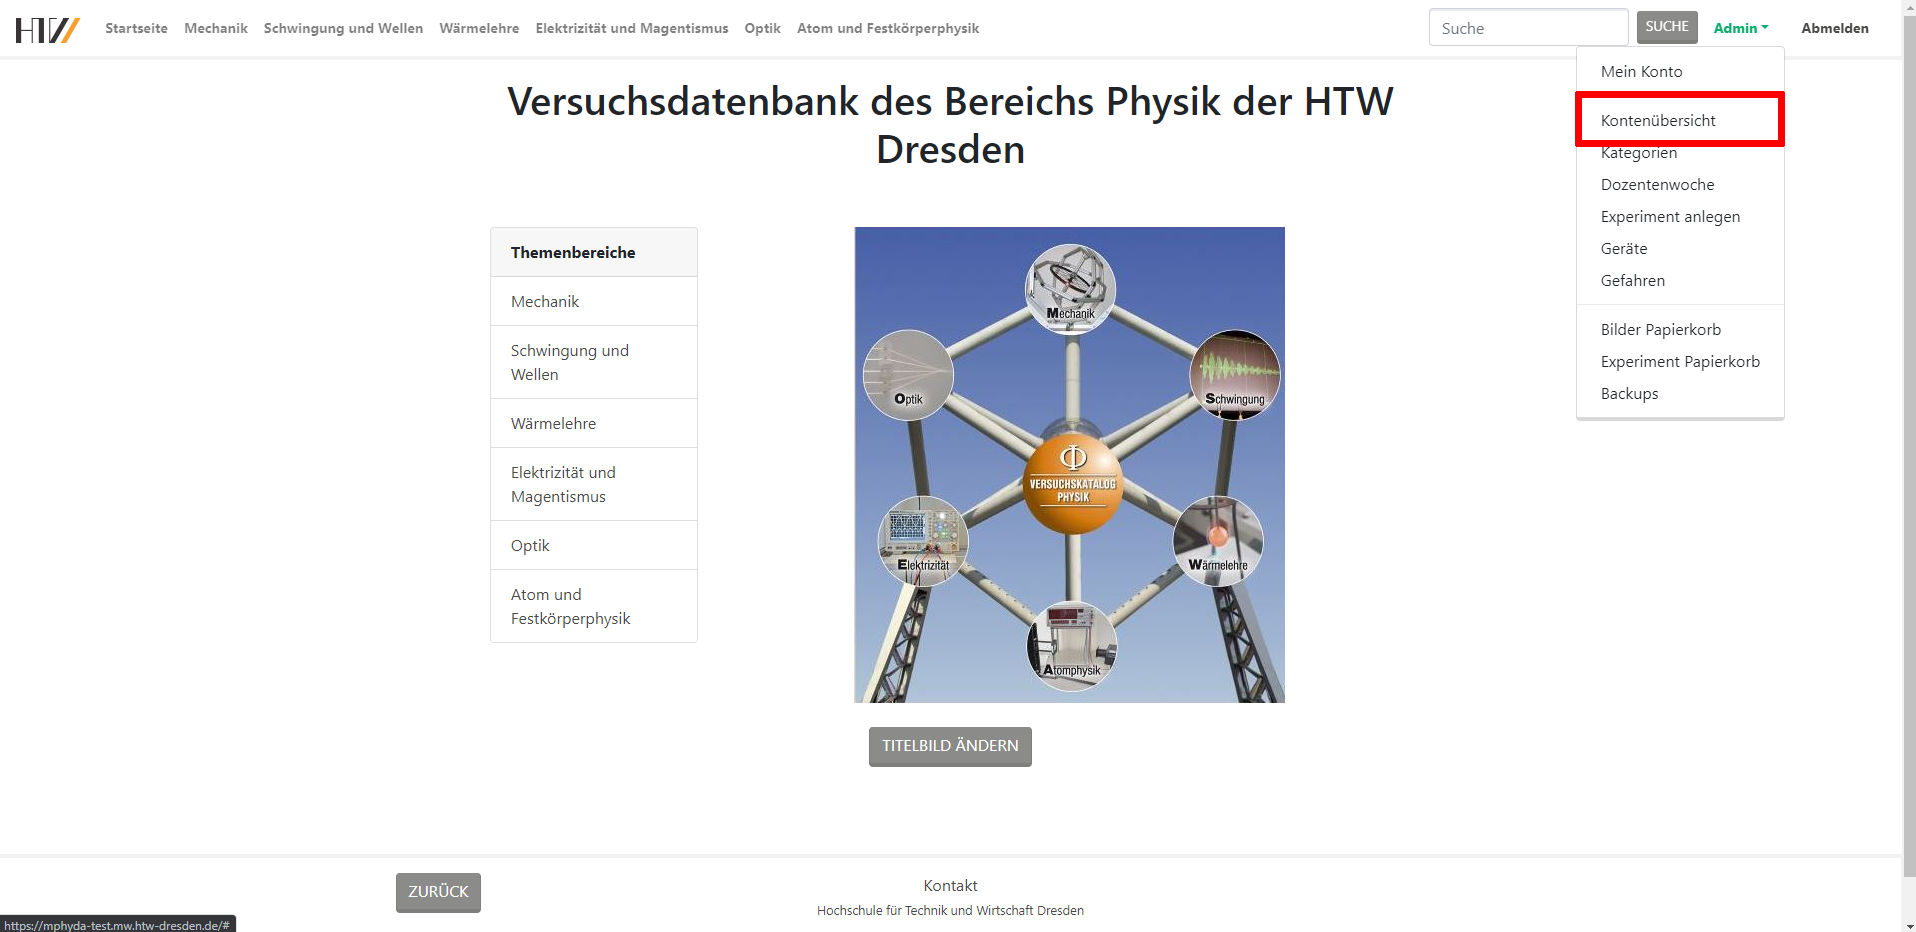 HTW
Startseite Mechanik Schwingung und Wellen Wärmelehre Elektrizität und Magentismus Optik Atom und Festkörperphysik
Suche
SUCHE
Admin
Abmelden
Mein Konto
Kontenübersicht
Kategorien
Dozentenwoche
Experiment anlegen
Geräte
Gefahren
Bilder Papierkorb
Experiment Papierkorb
Backups
Versuchsdatenbank des Bereichs Physik der HTW
Dresden
Themenbereiche
Mechanik
Schwingung und
Wellen
Wärmelehre
Elektrizität und
Magentismus
Optik
Atom und
Festkörperphysik
Mechanik
Optik
Schwingung
Φ
VERSUCHSKATALOG
PHYSIK
Elektrizität
Wärmelehre
Atomphysik
TITELBILD ÄNDERN
ZURÜCK
Kontakt
Hochschule für Technik und Wirtschaft Dresden
https://mphyda-test.mw.htw-dresden.de/#